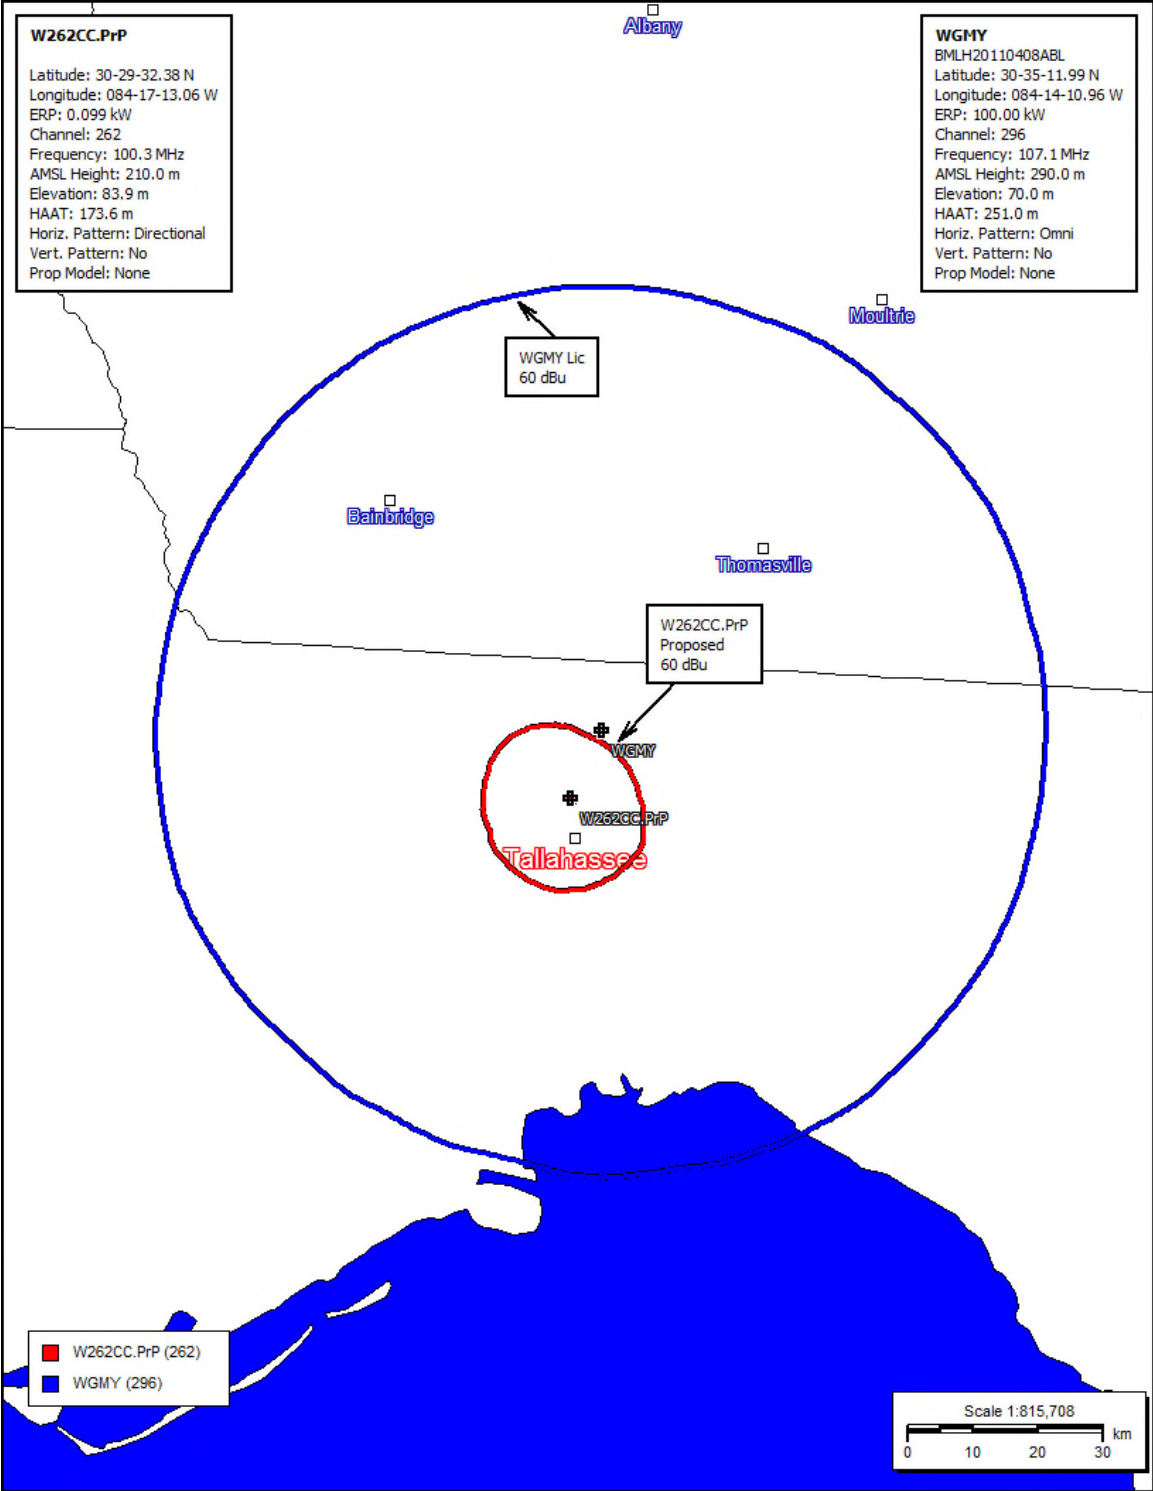 W262CC.PrP
Latitude: 30-29-32.38 N
Longitude: 084-17-13.06 W
ERP: 0.099 kW
Channel: 262
Frequency: 100.3 MHz
AMSL Height: 210.0 m
Elevation: 83.9 m
HAAT: 173.6 m
Horiz. Pattern: Directional
Vert. Pattern: No
Prop Model: None
Albany
WGMY
BMLH20110408ABL
Latitude: 30-35-11.99 N
Longitude: 084-14-10.96 W
ERP: 100.00 kW
Channel: 296
Frequency: 107.1 MHz
AMSL Height: 290.0 m
Elevation: 70.0 m
HAAT: 251.0 m
Horiz. Pattern: Omni
Vert. Pattern: No
Prop Model: None
Moultrie
WGMY Lic
60 dBu
Bainbridge
Thomasville
W262CC.PrP
Proposed
60 dBu
WGMY
W262CC.PrP
Tallahassee
W262CC.PrP (262)
WGMY (296)
Scale 1:815,708
km
0 10 20 30